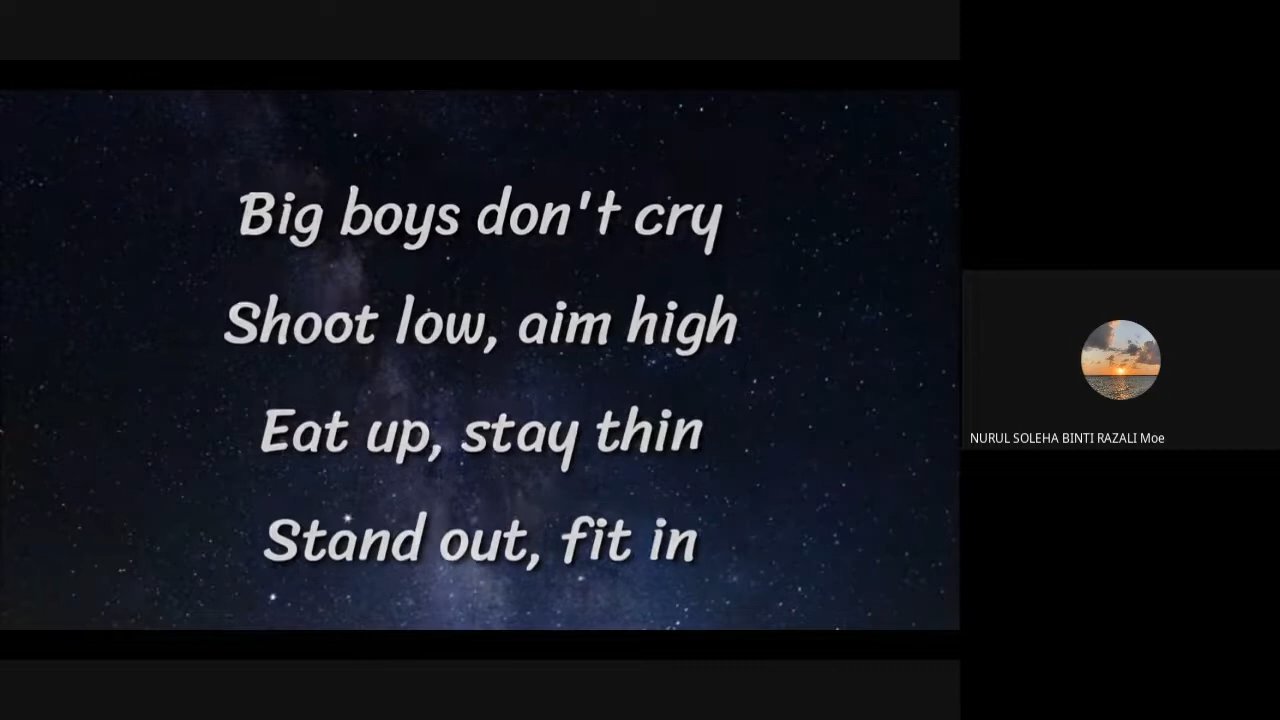 Big boys don't cry
Shoot low, aim high
Eat up, stay thin
Stand out, fit in
NURUL SOLEHA BINTI RAZALI Moe